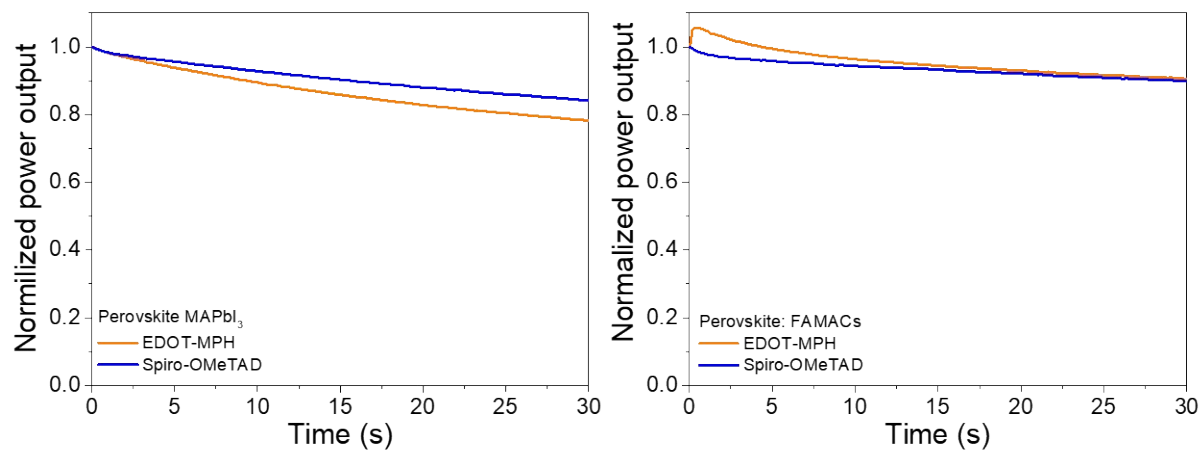 Normilized power output
1.0
0.8
0.6
0.4
0.2
0.0
Perovskite MAPbI₃
EDOT-MPH
Spiro-OMeTAD
0 5 10 15 20 25 30
Time (s)
Normalized power output
1.0
0.8
0.6
0.4
0.2
0.0
Perovskite: FAMACs
EDOT-MPH
Spiro-OMeTAD
0 5 10 15 20 25 30
Time (s)